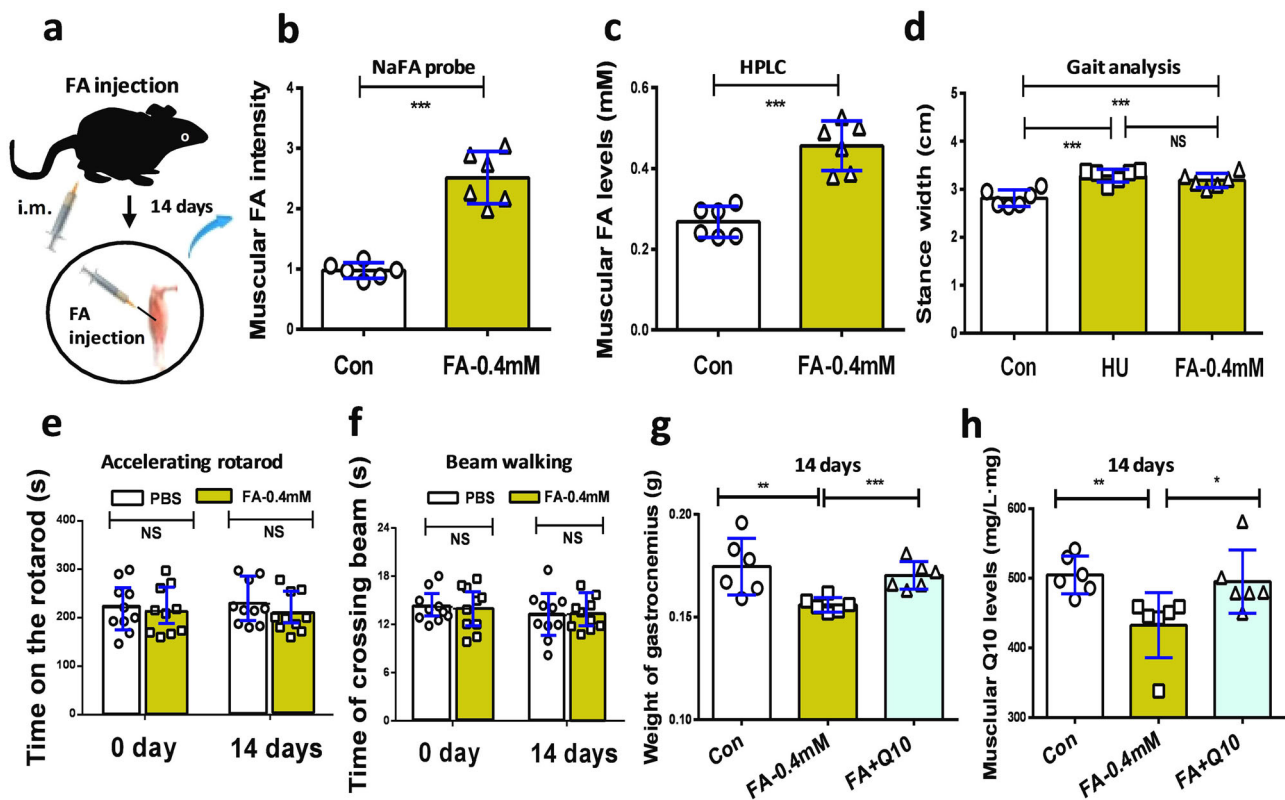 a
FA injection
i.m.
14 days
FA
injection
b
NaFA probe
***
Muscular FA intensity
4
3
2
1
0
Con
FA-0.4mM
c
HPLC
***
Muscular FA levels (mM)
0.6
0.4
0.2
0.0
Con
FA-0.4mM
d
Gait analysis
***
***
NS
Stance width (cm)
5
4
3
2
1
0
Con
HU
FA-0.4mM
e
Accelerating rotarod
PBS
FA-0.4mM
NS
NS
Time on the rotarod (s)
400
300
200
100
0
0 day
14 days
f
Beam walking
PBS
FA-0.4mM
NS
NS
Time of crossing beam (s)
24
18
12
6
0
0 day
14 days
g
14 days
**
***
Weight of gastrocnemius (g)
0.20
0.15
0.10
Con
FA-0.4mM
FA+Q10
h
14 days
**
*
Musclular Q10 levels (mg/L·mg)
600
500
400
300
Con
FA-0.4mM
FA+Q10